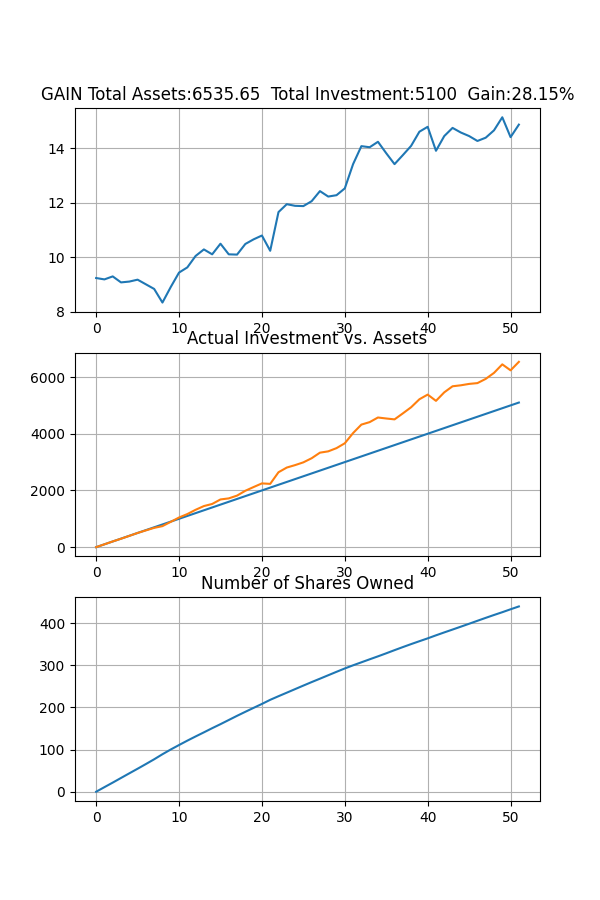 GAIN Total Assets:6535.65  Total Investment:5100  Gain:28.15%
14
12
10
8
0 10 20 30 40 50
Actual Investment vs. Assets
6000
4000
2000
0
0 10 20 30 40 50
Number of Shares Owned
400
300
200
100
0
0 10 20 30 40 50